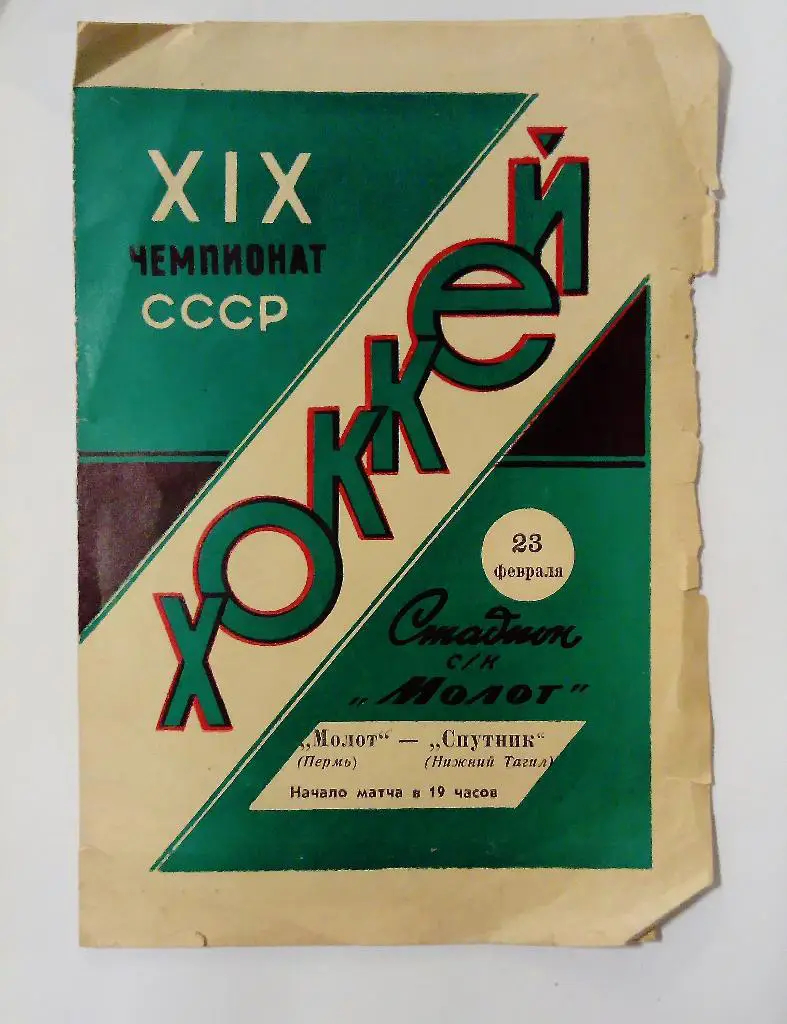 XIX
ЧЕМПИОНАТ
СССР
ХОККЕЙ
23
февраля
Стадион
с/к
„Молот"
„Молот“ — „Спутник“
(Пермь) (Нижний Тагил)
Начало матча в 19 часов